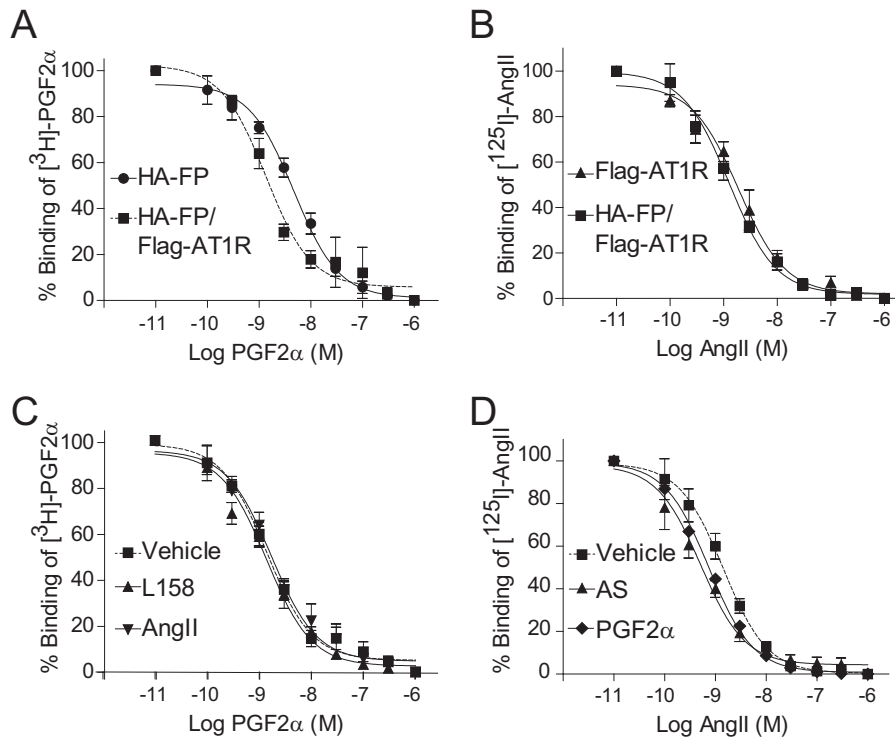 A
% Binding of [³H]-PGF2α
100
80
60
40
20
0
HA-FP
HA-FP/
Flag-AT1R
-11 -10 -9 -8 -7 -6
Log PGF2α (M)
B
% Binding of [¹²⁵I]-AngII
100
80
60
40
20
0
Flag-AT1R
HA-FP/
Flag-AT1R
-11 -10 -9 -8 -7 -6
Log AngII (M)
C
% Binding of [³H]-PGF2α
100
80
60
40
20
0
Vehicle
L158
AngII
-11 -10 -9 -8 -7 -6
Log PGF2α (M)
D
% Binding of [¹²⁵I]-AngII
100
80
60
40
20
0
Vehicle
AS
PGF2α
-11 -10 -9 -8 -7 -6
Log AngII (M)